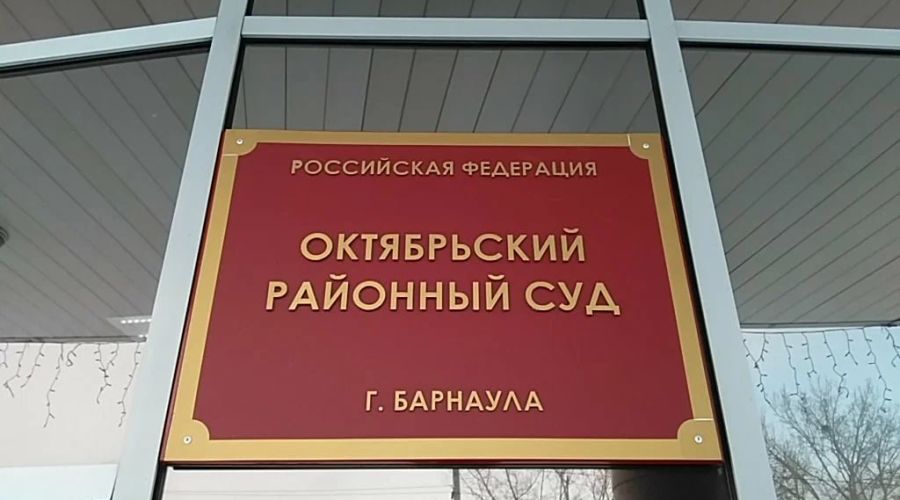 РОССИЙСКАЯ ФЕДЕРАЦИЯ
ОКТЯБРЬСКИЙ
РАЙОННЫЙ СУД
Г. БАРНАУЛА